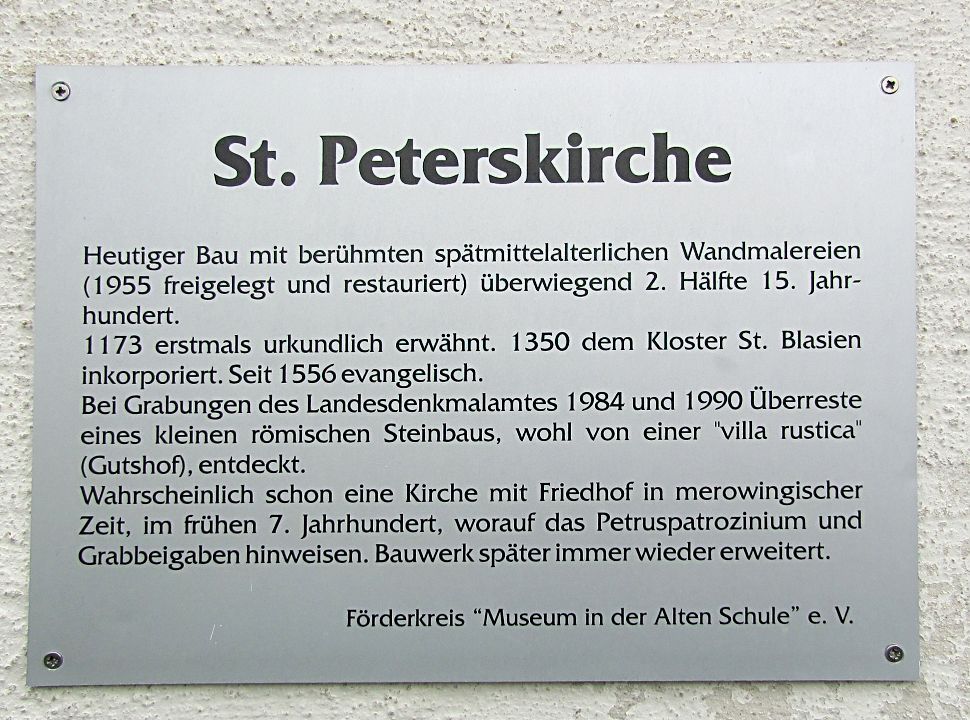 St. Peterskirche
Heutiger Bau mit berühmten spätmittelalterlichen Wandmalereien
(1955 freigelegt und restauriert) überwiegend 2. Hälfte 15. Jahr-
hundert.
1173 erstmals urkundlich erwähnt. 1350 dem Kloster St. Blasien
inkorporiert. Seit 1556 evangelisch.
Bei Grabungen des Landesdenkmalamtes 1984 und 1990 Überreste
eines kleinen römischen Steinbaus, wohl von einer "villa rustica"
(Gutshof), entdeckt.
Wahrscheinlich schon eine Kirche mit Friedhof in merowingischer
Zeit, im frühen 7. Jahrhundert, worauf das Petruspatrozinium und
Grabbeigaben hinweisen. Bauwerk später immer wieder erweitert.
Förderkreis “Museum in der Alten Schule” e. V.